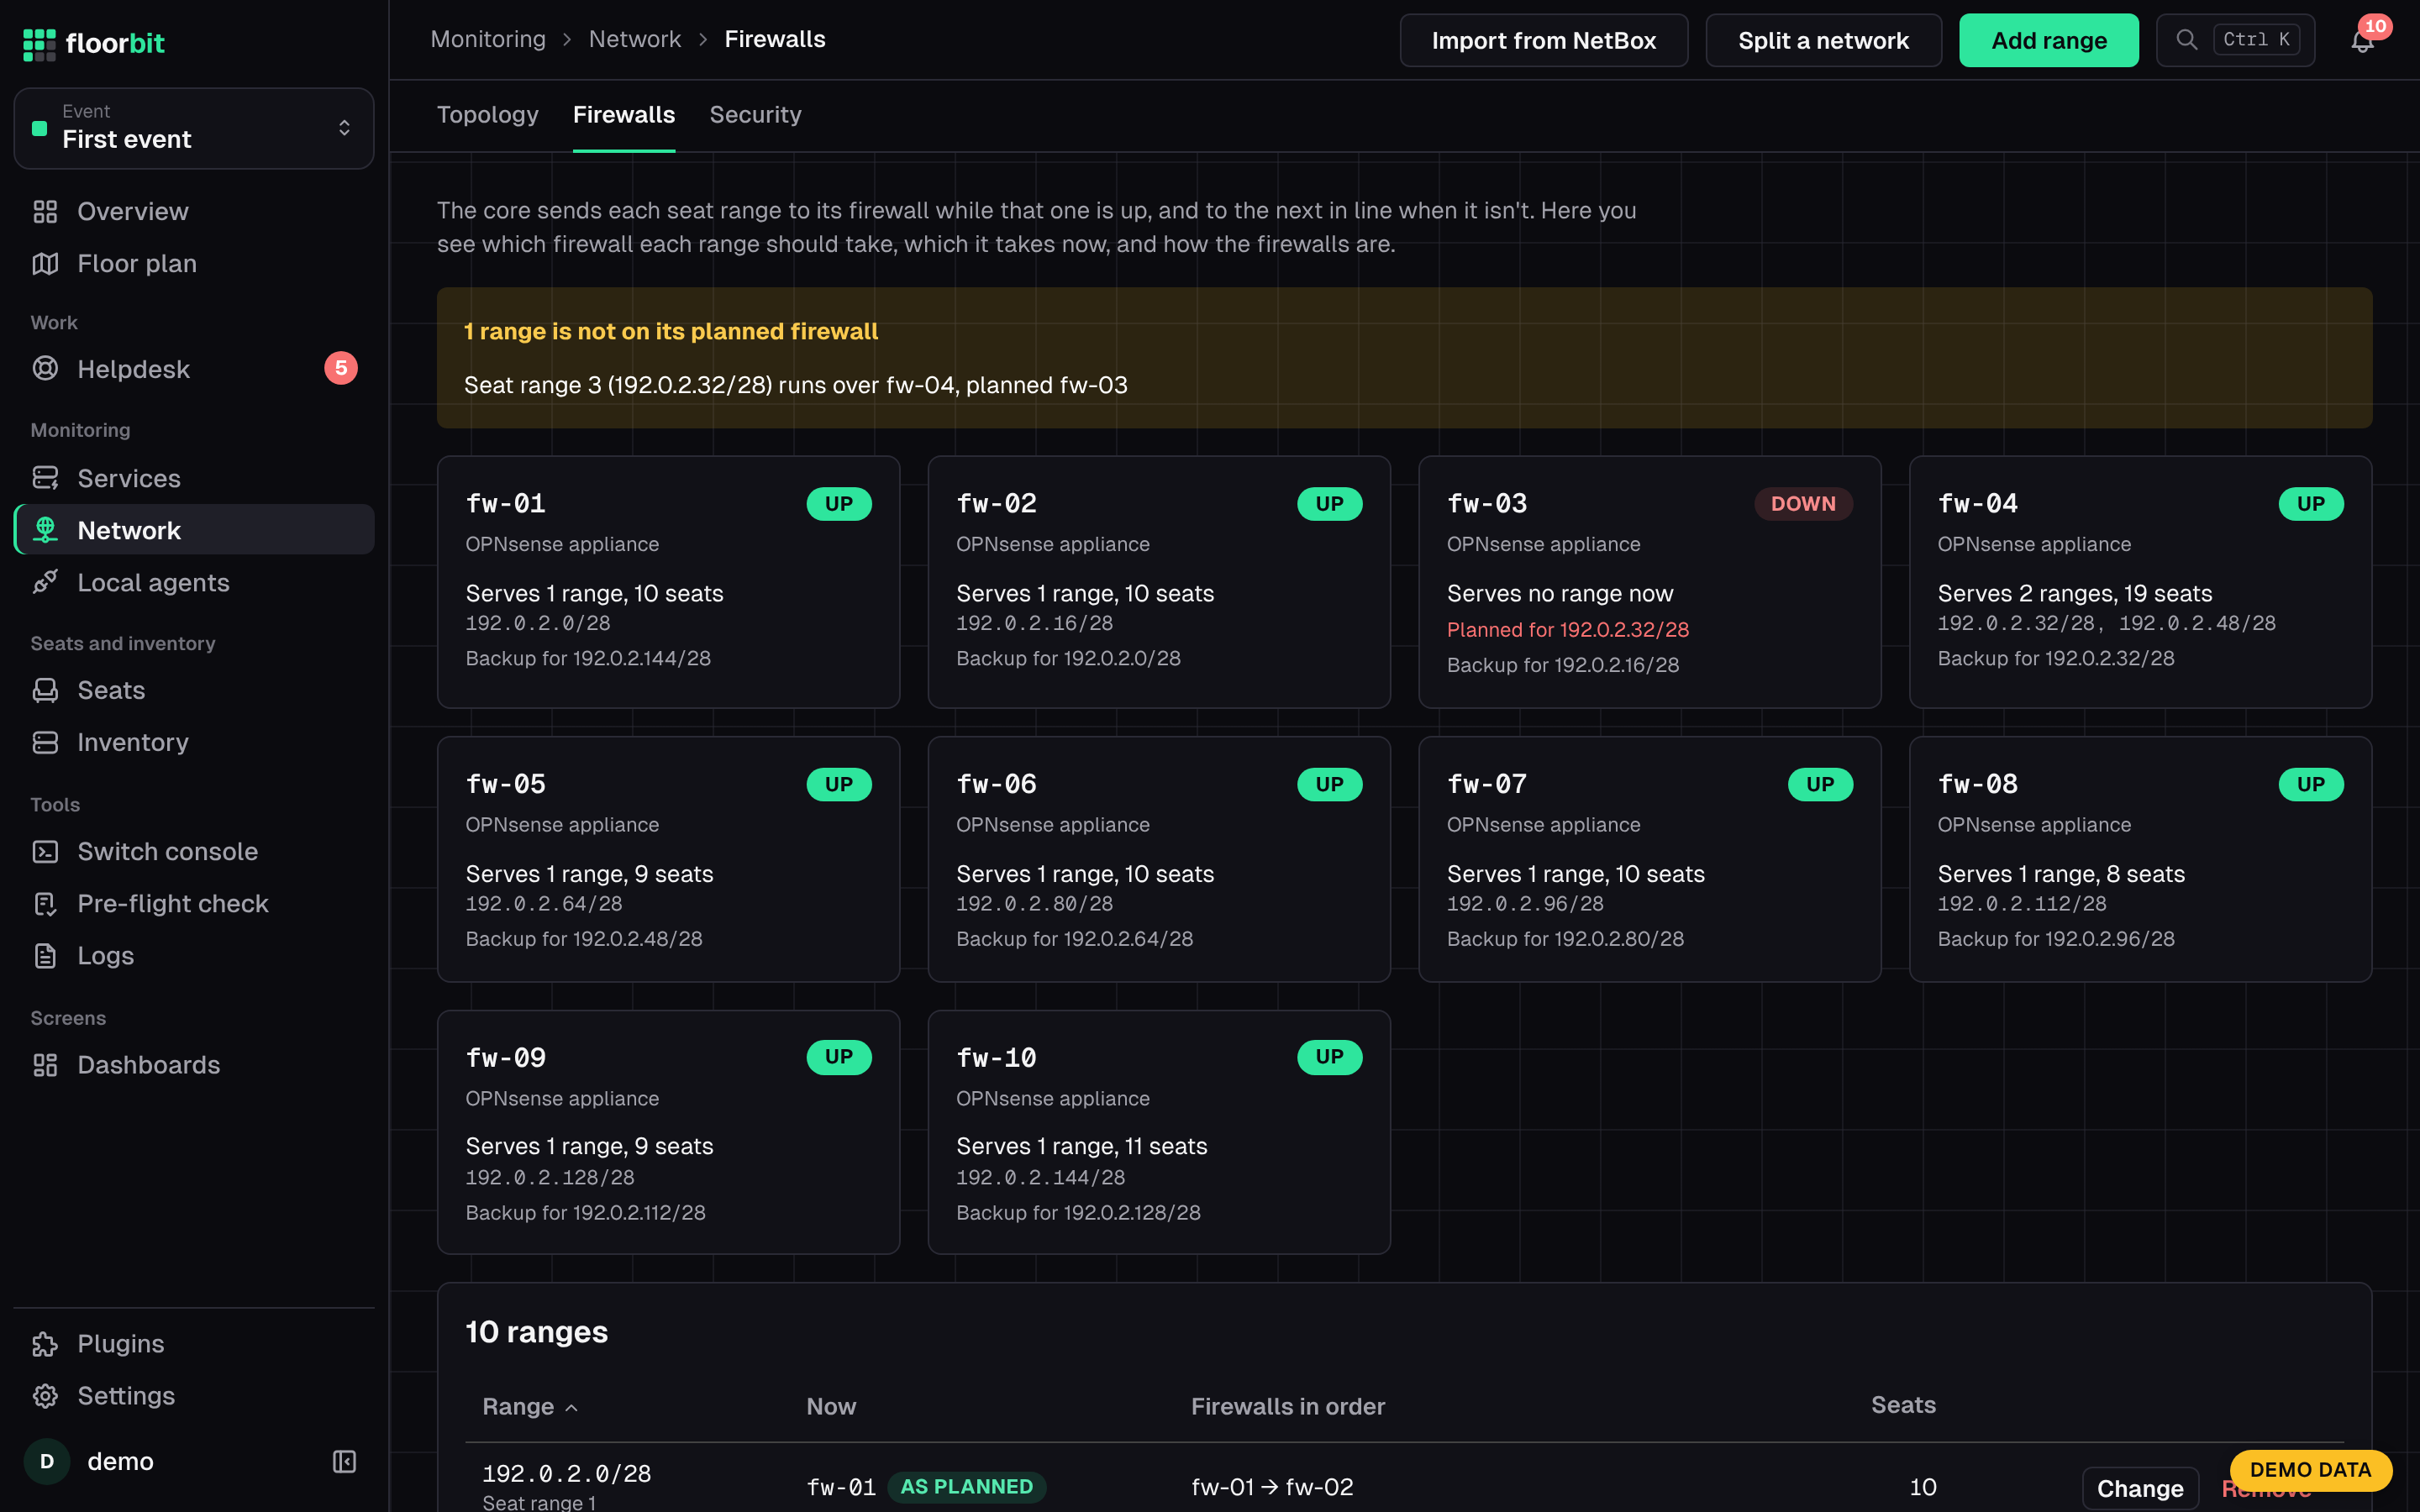 floorbit
Event
First event
Overview
Floor plan
Work
Helpdesk
5
Monitoring
Services
Network
Local agents
Seats and inventory
Seats
Inventory
Tools
Switch console
Pre-flight check
Logs
Screens
Dashboards
Plugins
Settings
D
demo
Monitoring > Network > Firewalls
Import from NetBox
Split a network
Add range
Ctrl K
10
Topology
Firewalls
Security
The core sends each seat range to its firewall while that one is up, and to the next in line when it isn't. Here you
see which firewall each range should take, which it takes now, and how the firewalls are.
1 range is not on its planned firewall
Seat range 3 (192.0.2.32/28) runs over fw-04, planned fw-03
fw-01
UP
OPNsense appliance
Serves 1 range, 10 seats
192.0.2.0/28
Backup for 192.0.2.144/28
fw-02
UP
OPNsense appliance
Serves 1 range, 10 seats
192.0.2.16/28
Backup for 192.0.2.0/28
fw-03
DOWN
OPNsense appliance
Serves no range now
Planned for 192.0.2.32/28
Backup for 192.0.2.16/28
fw-04
UP
OPNsense appliance
Serves 2 ranges, 19 seats
192.0.2.32/28, 192.0.2.48/28
Backup for 192.0.2.32/28
fw-05
UP
OPNsense appliance
Serves 1 range, 9 seats
192.0.2.64/28
Backup for 192.0.2.48/28
fw-06
UP
OPNsense appliance
Serves 1 range, 10 seats
192.0.2.80/28
Backup for 192.0.2.64/28
fw-07
UP
OPNsense appliance
Serves 1 range, 10 seats
192.0.2.96/28
Backup for 192.0.2.80/28
fw-08
UP
OPNsense appliance
Serves 1 range, 8 seats
192.0.2.112/28
Backup for 192.0.2.96/28
fw-09
UP
OPNsense appliance
Serves 1 range, 9 seats
192.0.2.128/28
Backup for 192.0.2.112/28
fw-10
UP
OPNsense appliance
Serves 1 range, 11 seats
192.0.2.144/28
Backup for 192.0.2.128/28
10 ranges
Range
Now
Firewalls in order
Seats
192.0.2.0/28
Seat range 1
fw-01
AS PLANNED
fw-01 → fw-02
10
Change
DEMO DATA